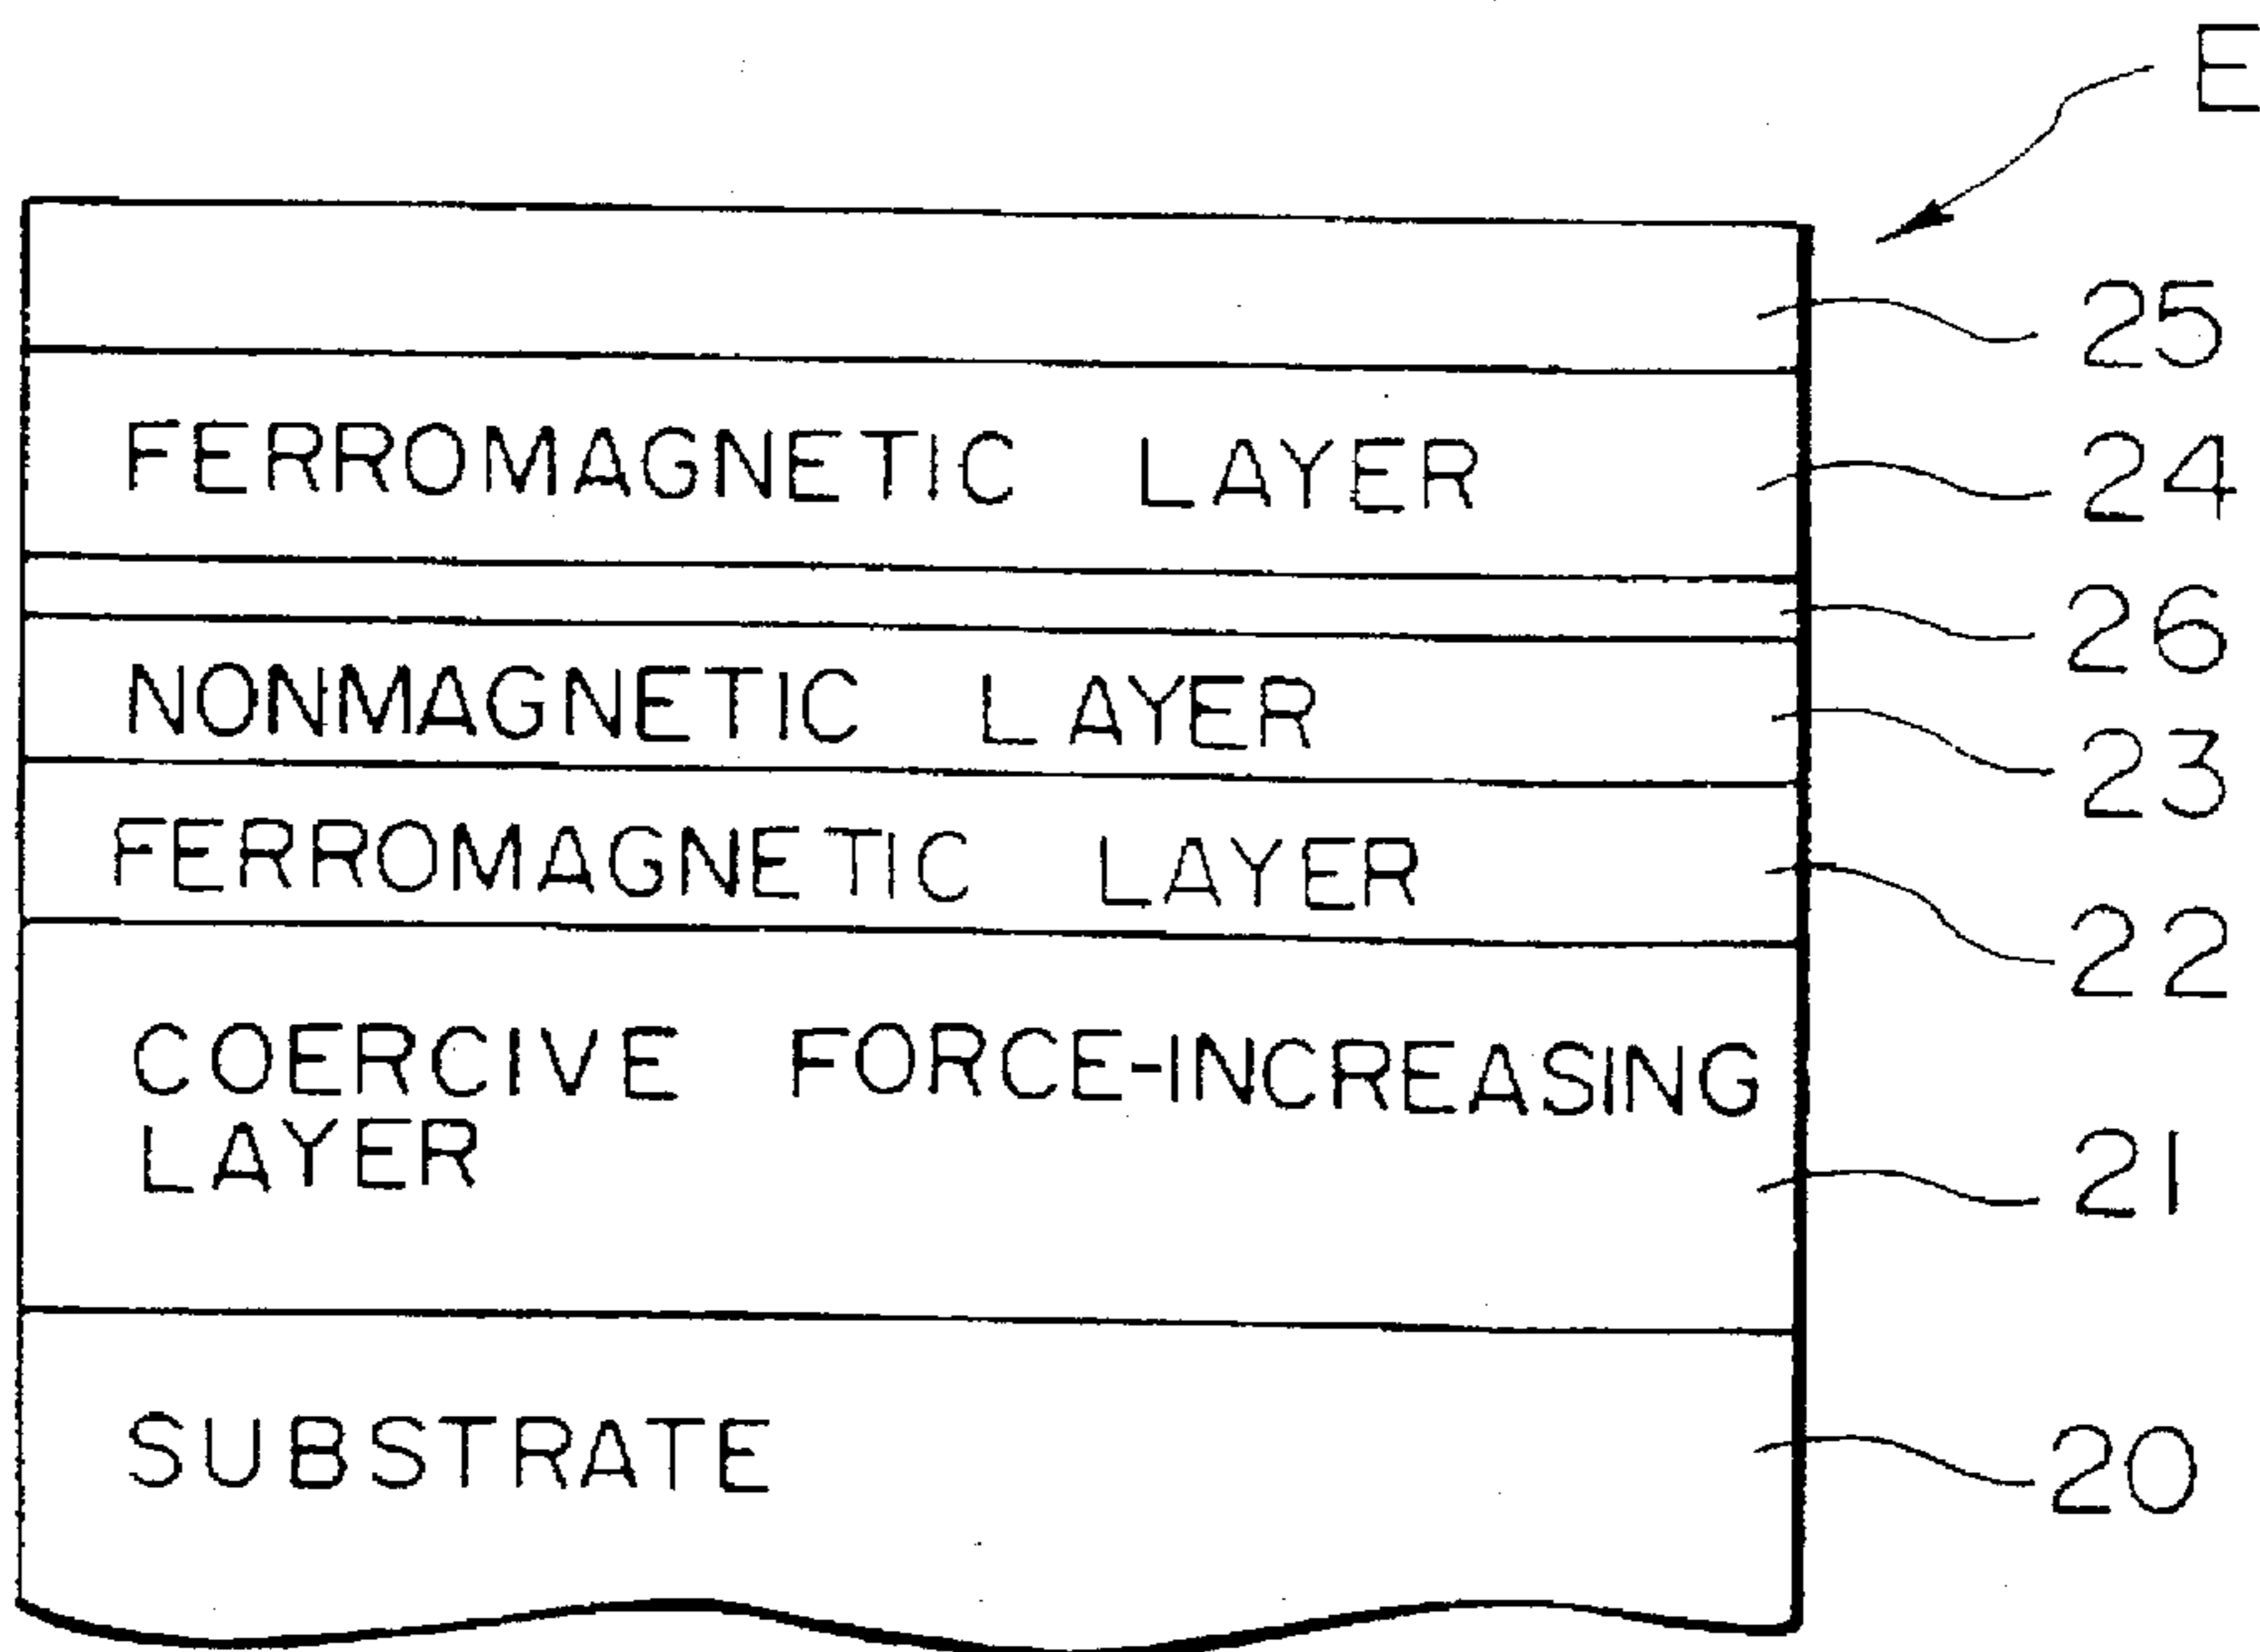 E
25
FERROMAGNETIC LAYER
24
26
NONMAGNETIC LAYER
23
FERROMAGNETIC LAYER
22
COERCIVE FORCE-INCREASING
LAYER
21
SUBSTRATE
20